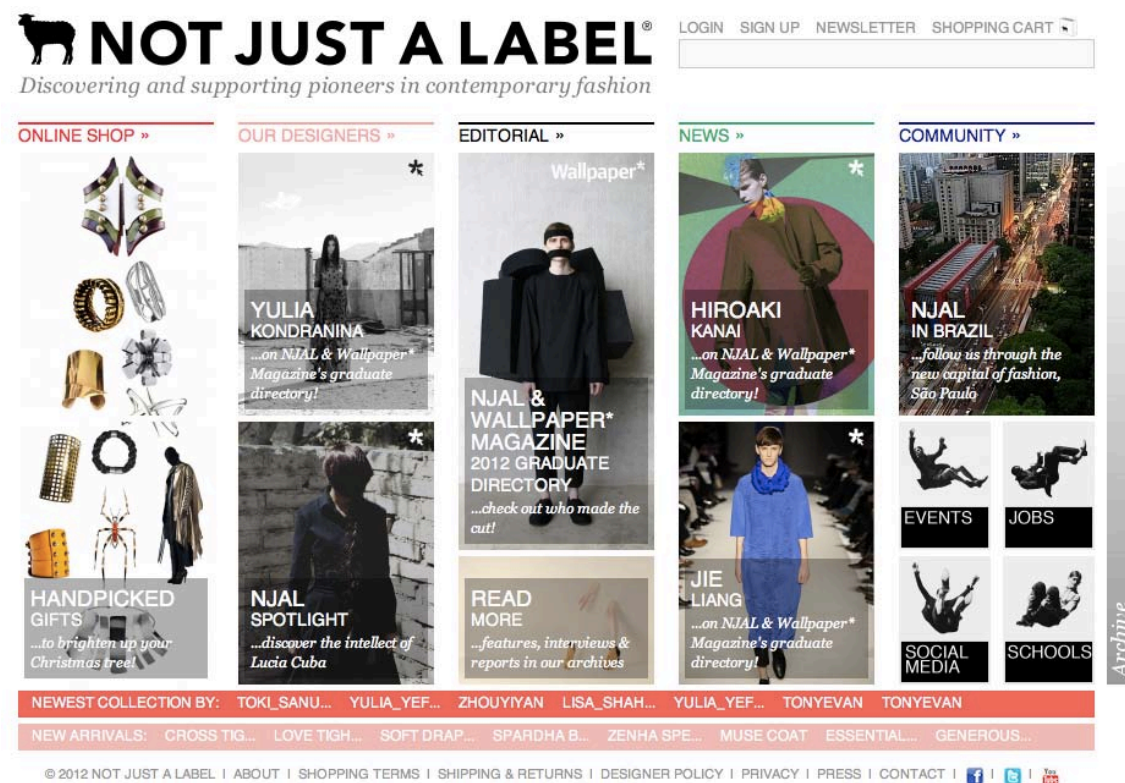 NOT JUST A LABEL®
Discovering and supporting pioneers in contemporary fashion
LOGIN SIGN UP NEWSLETTER SHOPPING CART
ONLINE SHOP »
HANDPICKED
GIFTS
...to brighten up your
Christmas tree!
OUR DESIGNERS »
*
YULIA
KONDRANINA
...on NJAL & Wallpaper*
Magazine's graduate
directory!
*
NJAL
SPOTLIGHT
...discover the intellect of
Lucia Cuba
EDITORIAL »
Wallpaper*
NJAL &
WALLPAPER*
MAGAZINE
2012 GRADUATE
DIRECTORY
...check out who made the
cut!
READ
MORE
...features, interviews &
reports in our archives
NEWS »
*
HIROAKI
KANAI
...on NJAL & Wallpaper*
Magazine's graduate
directory!
*
JIE
LIANG
...on NJAL & Wallpaper*
Magazine's graduate
directory!
COMMUNITY »
NJAL
IN BRAZIL
...follow us through the
new capital of fashion,
São Paulo
EVENTS
JOBS
SOCIAL
MEDIA
SCHOOLS
Archive
NEWEST COLLECTION BY: TOKI_SANU... YULIA_YEF... ZHOUYIYAN LISA_SHAH... YULIA_YEF... TONYEVAN TONYEVAN
NEW ARRIVALS: CROSS TIG... LOVE TIGH... SOFT DRAP... SPARDHA B... ZENHA SPE... MUSE COAT ESSENTIAL... GENEROUS...
© 2012 NOT JUST A LABEL | ABOUT | SHOPPING TERMS | SHIPPING & RETURNS | DESIGNER POLICY | PRIVACY | PRESS | CONTACT | f | | You Tube